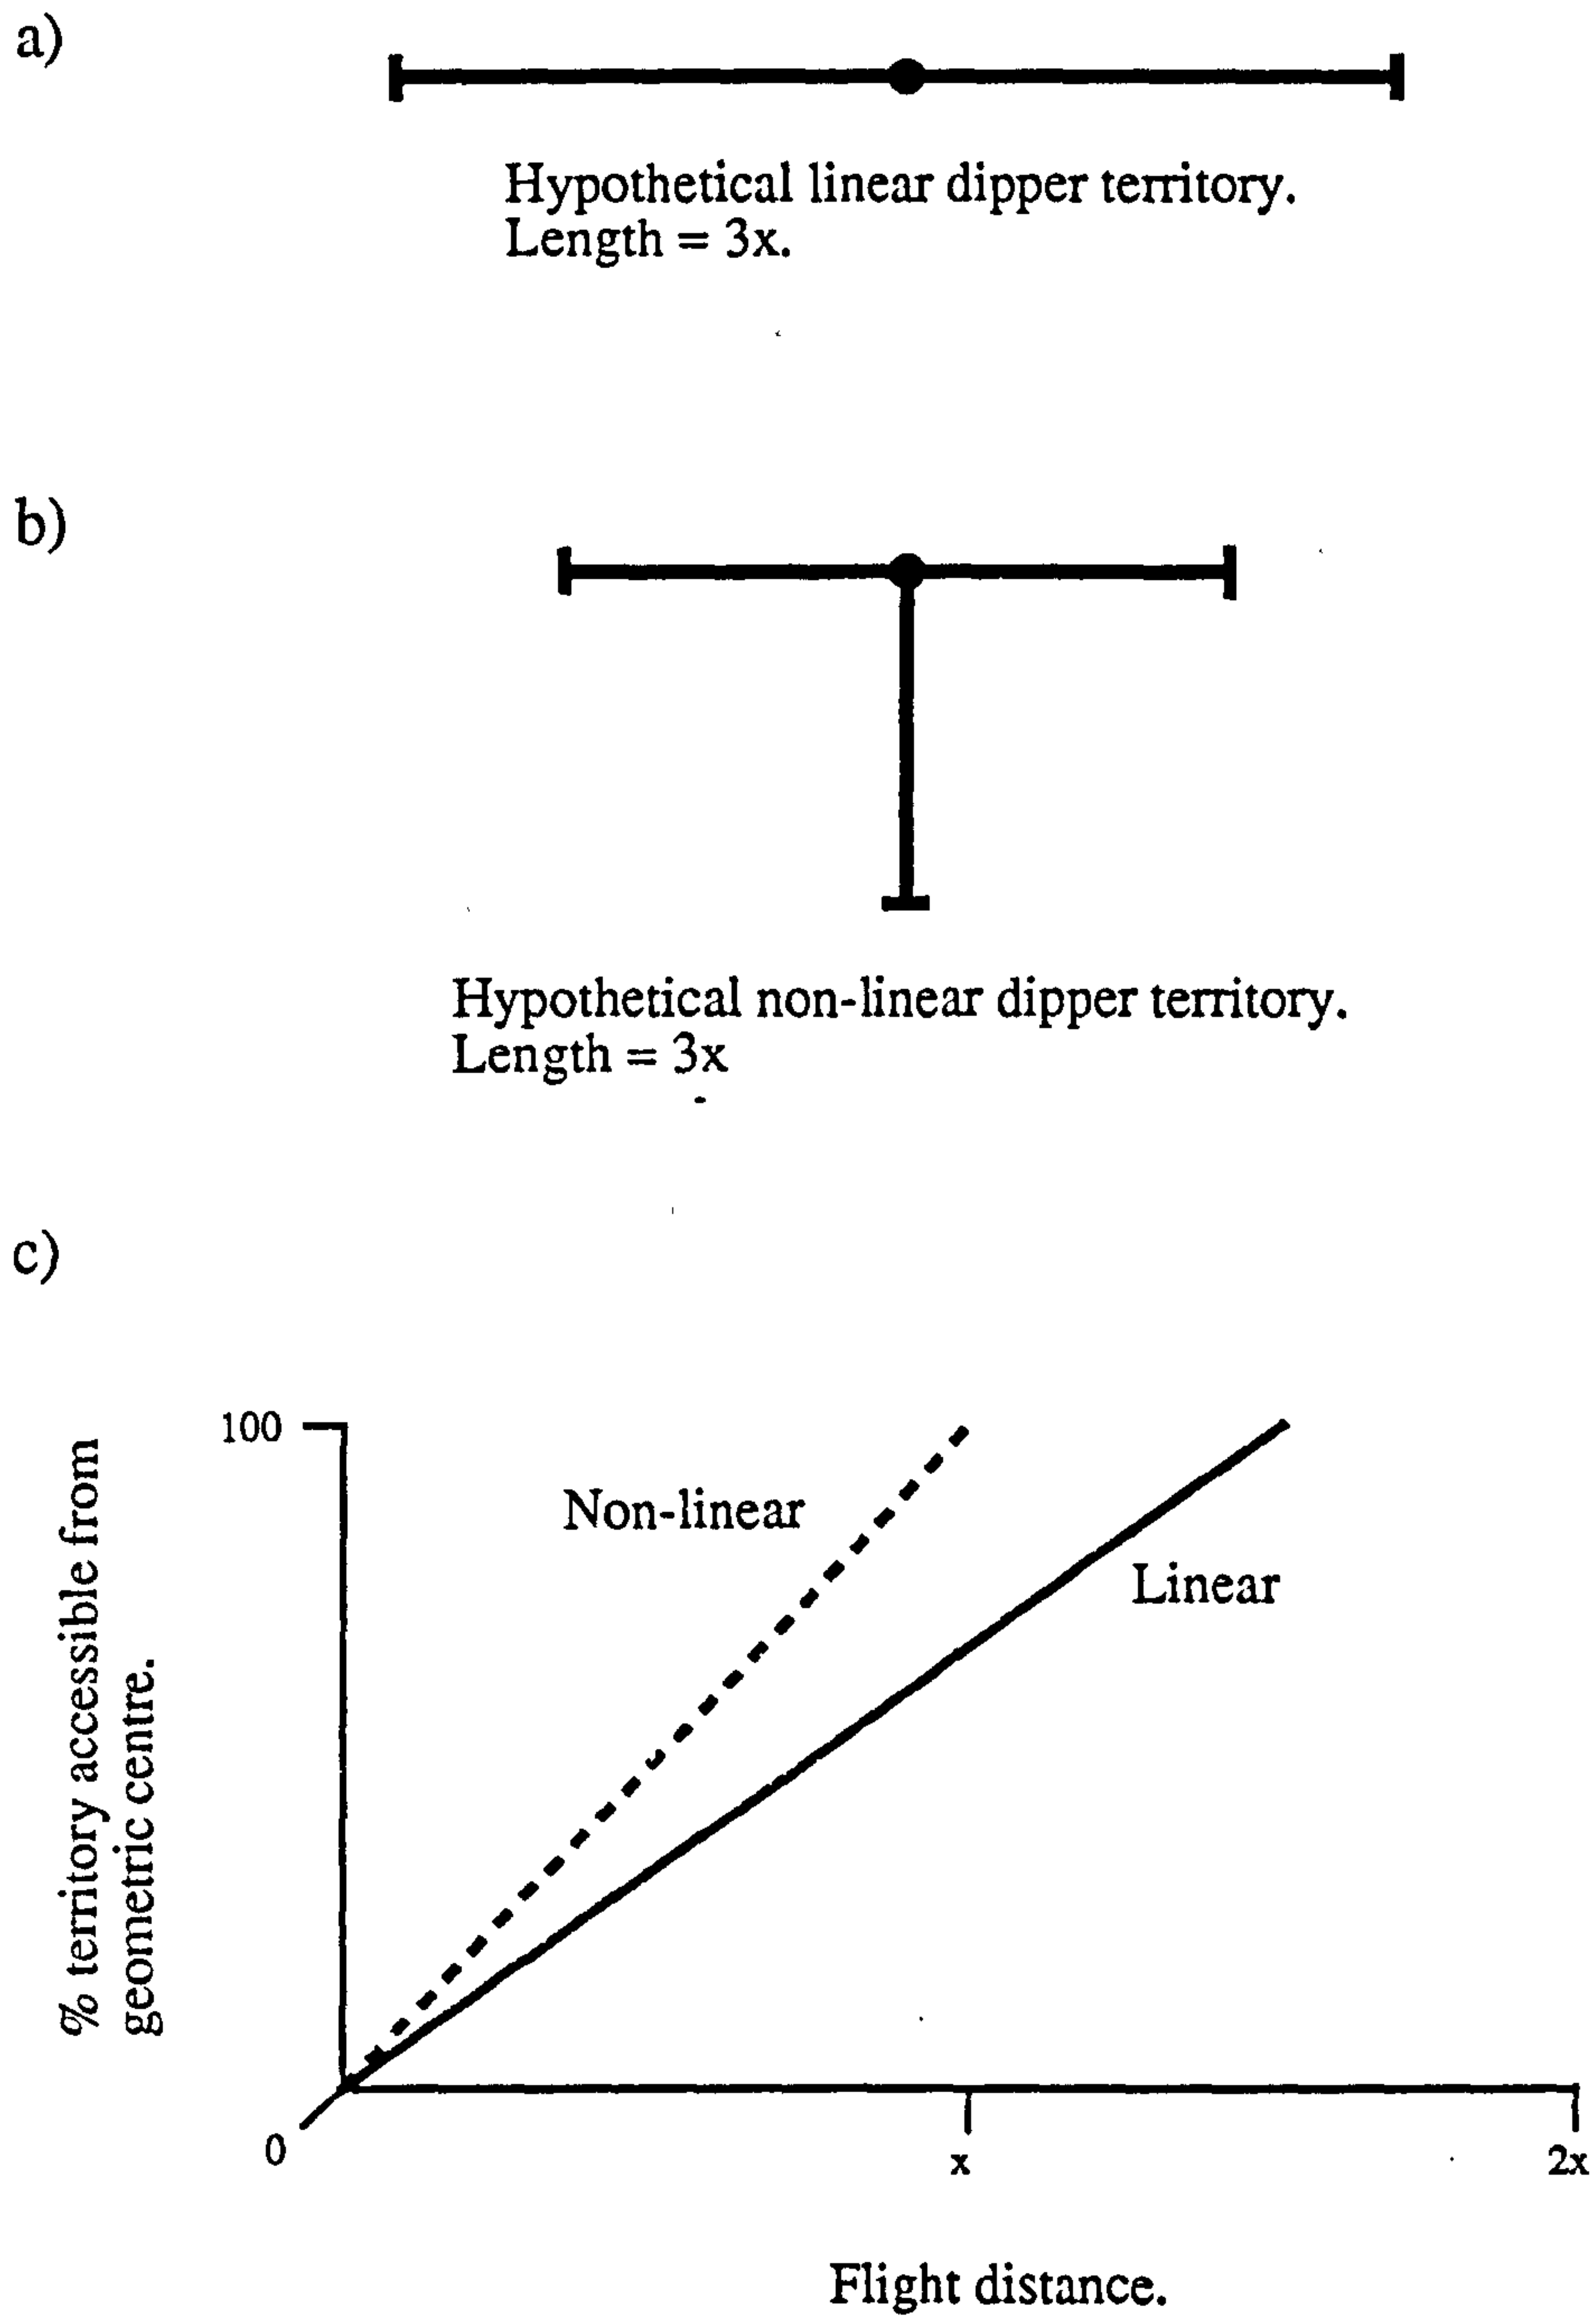 a)
Hypothetical linear dipper territory.
Length = 3x.
b)
Hypothetical non-linear dipper territory.
Length = 3x
c)
% territory accessible from
geometric centre.
100
Non-linear
Linear
0
x
2x
Flight distance.